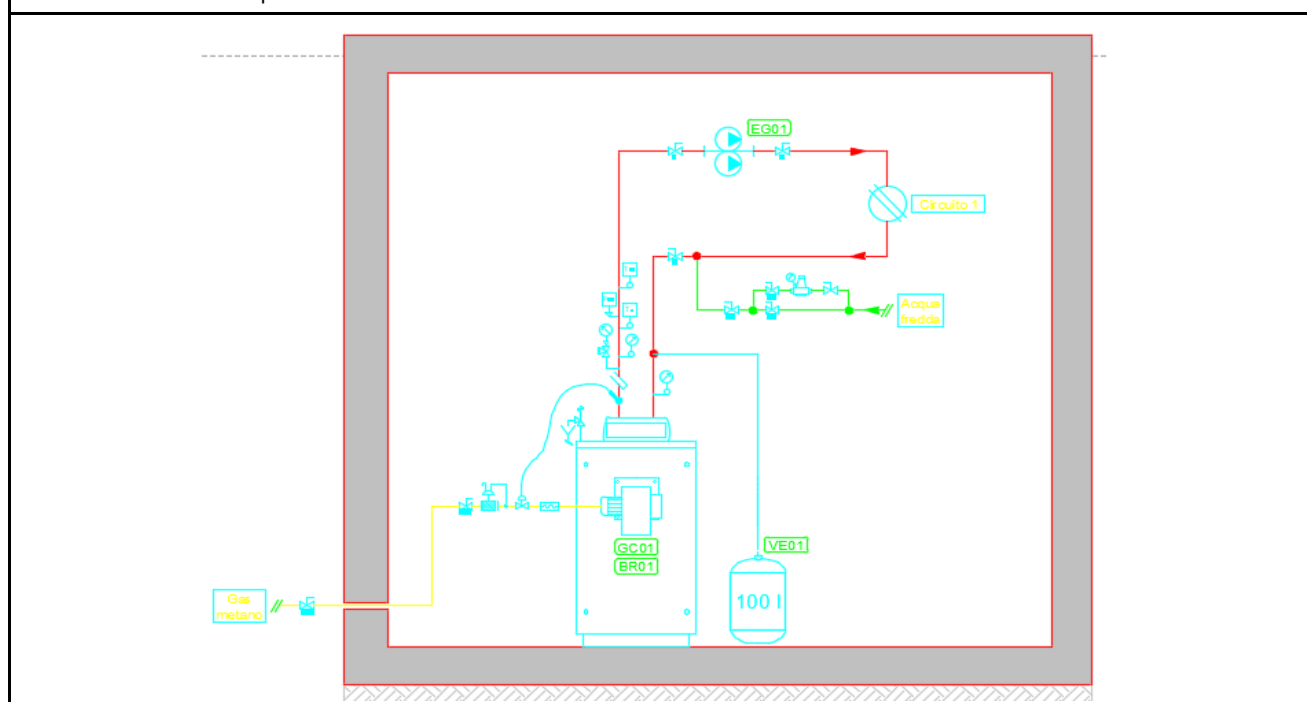 EG01
Circuito 1
Acqua
fredda
GC01
BR01
VE01
100 l
Gas
metano